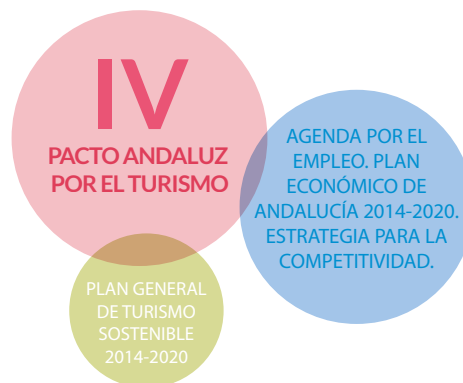 IV
PACTO ANDALUZ
POR EL TURISMO
AGENDA POR EL
EMPLEO. PLAN
ECONÓMICO DE
ANDALUCÍA 2014-2020.
ESTRATEGIA PARA LA
COMPETITIVIDAD.
PLAN GENERAL
DE TURISMO
SOSTENIBLE
2014-2020